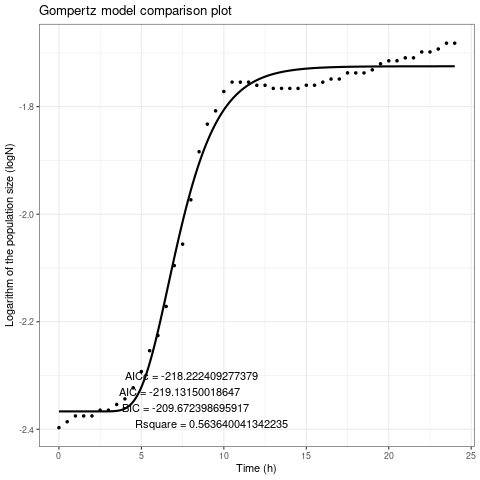 Gompertz model comparison plot
Logarithm of the population size (logN)
-1.8
-2.0
-2.2
-2.4
AICc = -218.222409277379
AIC = -219.13150018647
BIC = -209.672398695917
Rsquare = 0.563640041342235
0 5 10 15 20 25
Time (h)